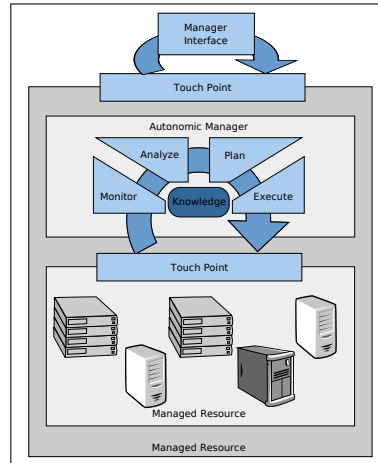 Manager
Interface
Touch Point
Autonomic Manager
Analyze
Plan
Monitor
Knowledge
Execute
Touch Point
Managed Resource
Managed Resource